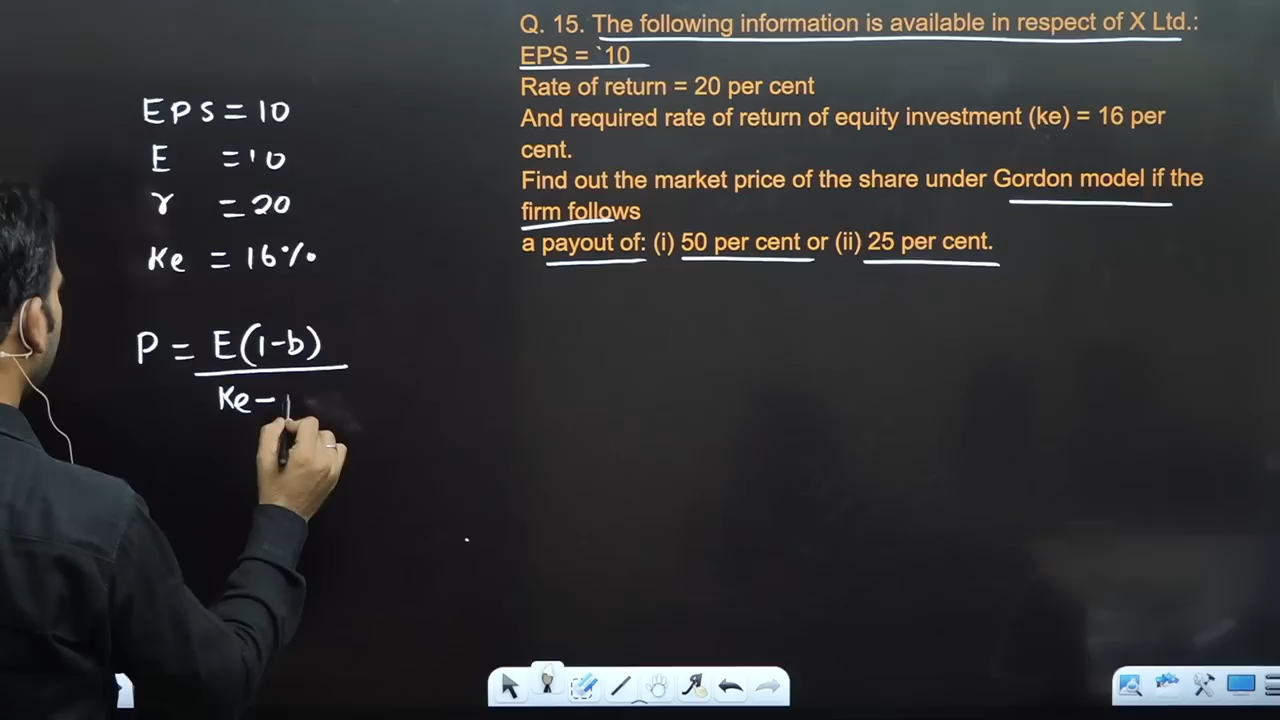 Q. 15. The following information is available in respect of X Ltd.:
EPS = `10
Rate of return = 20 per cent
And required rate of return of equity investment (ke) = 16 per
cent.
Find out the market price of the share under Gordon model if the
firm follows
a payout of: (i) 50 per cent or (ii) 25 per cent.
EPS = 10
E = 10
r = 20
Ke = 16%
P = E(1-b)
Ke -